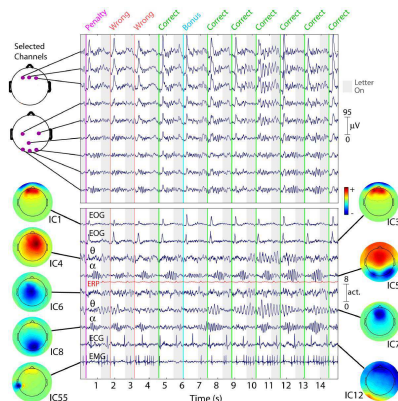 Penalty
Wrong
Wrong
Correct
Bonus
Correct
Correct
Correct
Correct
Correct
Correct
Selected
Channels
Letter
On
95
μV
0
+
-
EOG
EOG
θ
α
ERP
θ
α
ECG
EMG
IC1
IC4
IC6
IC8
IC55
IC3
8
act.
0
IC7
IC12
1 2 3 4 5 6 7 8 9 10 11 12 13 14
Time (s)